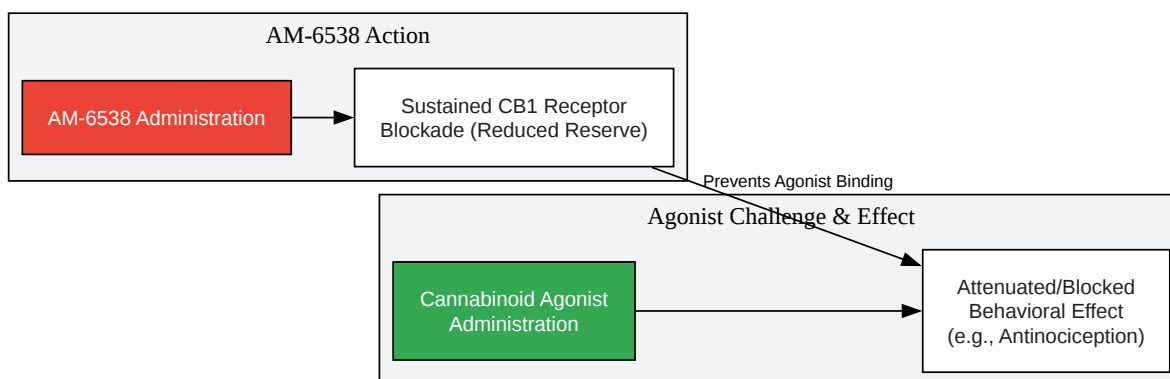 AM-6538 Action
AM-6538 Administration
Sustained CB1 Receptor
Blockade (Reduced Reserve)
Prevents Agonist Binding
Agonist Challenge & Effect
Cannabinoid Agonist
Administration
Attenuated/Blocked
Behavioral Effect
(e.g., Antinociception)